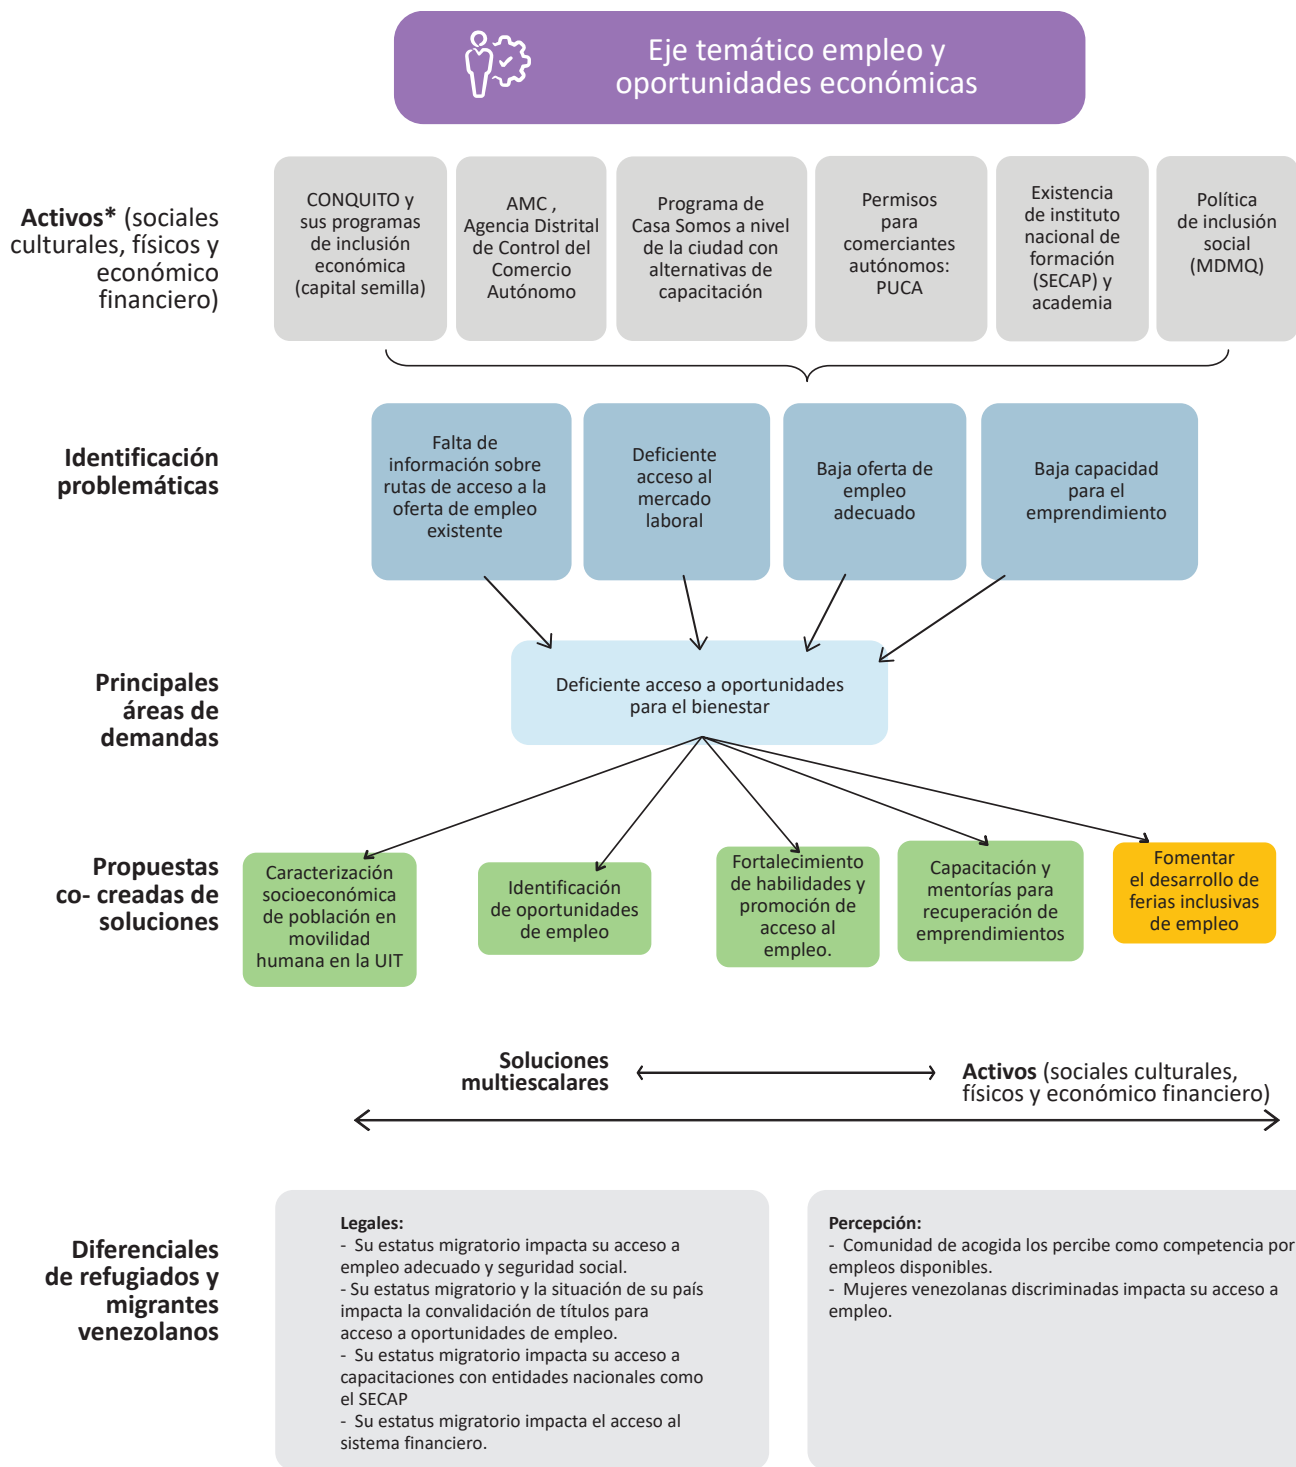 Eje temático empleo y
oportunidades económicas
Activos* (sociales
culturales, físicos y
económico
financiero)
CONQUITO y
sus programas
de inclusión
económica
(capital semilla)
AMC ,
Agencia Distrital
de Control del
Comercio
Autónomo
Programa de
Casa Somos a nivel
de la ciudad con
alternativas de
capacitación
Permisos
para
comerciantes
autónomos:
PUCA
Existencia
de instituto
nacional de
formación
(SECAP) y
academia
Política
de inclusión
social
(MDMQ)
Identificación
problemáticas
Falta de
información sobre
rutas de acceso a la
oferta de empleo
existente
Deficiente
acceso al
mercado
laboral
Baja oferta de
empleo
adecuado
Baja capacidad
para el
emprendimiento
Principales
áreas de
demandas
Deficiente acceso a oportunidades
para el bienestar
Propuestas
co- creadas de
soluciones
Caracterización
socioeconómica
de población en
movilidad
humana en la UIT
Identificación
de oportunidades
de empleo
Fortalecimiento
de habilidades y
promoción de
acceso al
empleo.
Capacitación y
mentorías para
recuperación de
emprendimientos
Fomentar
el desarrollo de
ferias inclusivas
de empleo
Soluciones
multiescalares
Activos (sociales culturales,
físicos y económico financiero)
Diferenciales
de refugiados y
migrantes
venezolanos
Legales:
- Su estatus migratorio impacta su acceso a
empleo adecuado y seguridad social.
- Su estatus migratorio y la situación de su país
impacta la convalidación de títulos para
acceso a oportunidades de empleo.
- Su estatus migratorio impacta su acceso a
capacitaciones con entidades nacionales como
el SECAP
- Su estatus migratorio impacta el acceso al
sistema financiero.
Percepción:
- Comunidad de acogida los percibe como competencia por
empleos disponibles.
- Mujeres venezolanas discriminadas impacta su acceso a
empleo.